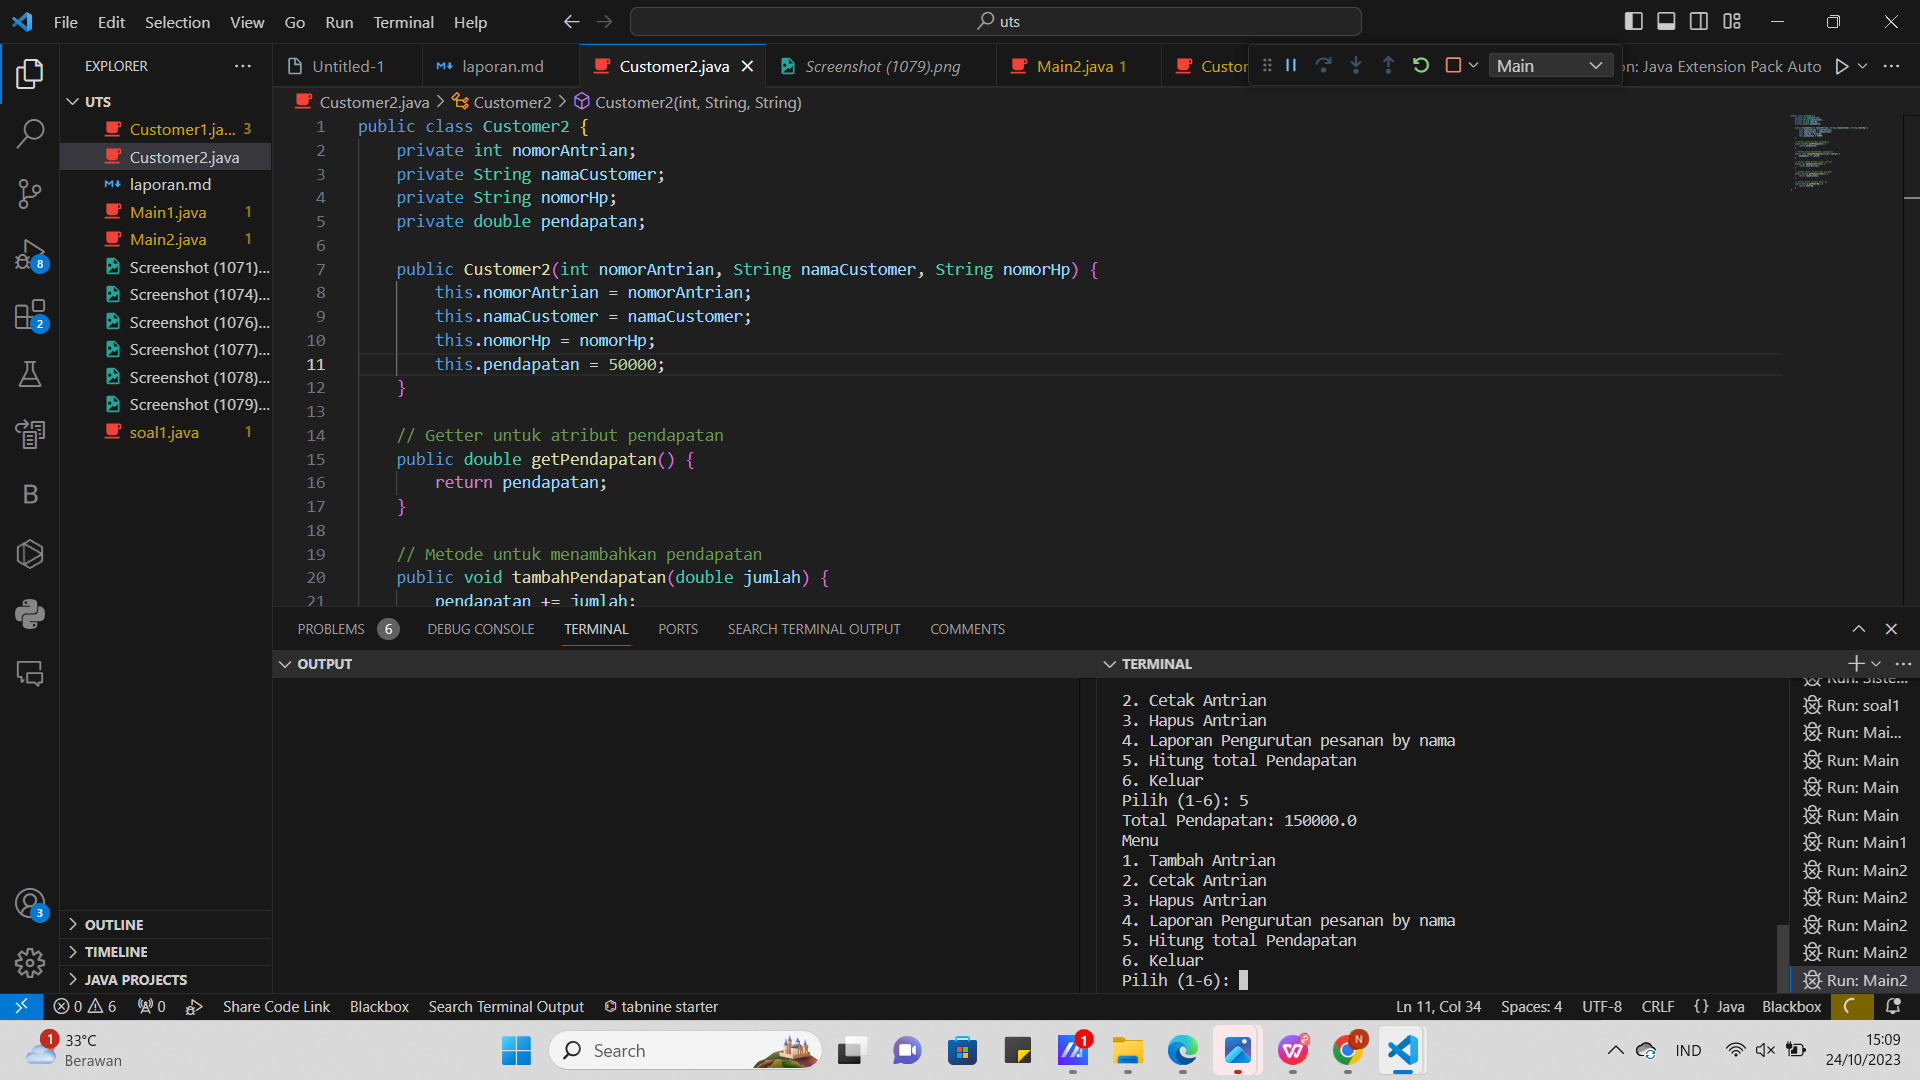 File Edit Selection View Go Run Terminal Help
uts
EXPLORER
Untitled-1
laporan.md
Customer2.java
Screenshot (1079).png
Main2.java 1
Custor
Main
n: Java Extension Pack Auto
UTS
Customer1.ja... 3
Customer2.java
laporan.md
Main1.java 1
Main2.java 1
Screenshot (1071)...
Screenshot (1074)...
Screenshot (1076)...
Screenshot (1077)...
Screenshot (1078)...
Screenshot (1079)...
soal1.java 1
OUTLINE
TIMELINE
JAVA PROJECTS
8
2
B
3
Customer2.java > Customer2 > Customer2(int, String, String)
1 public class Customer2 {
2 private int nomorAntrian;
3 private String namaCustomer;
4 private String nomorHp;
5 private double pendapatan;
6
7 public Customer2(int nomorAntrian, String namaCustomer, String nomorHp) {
8 this.nomorAntrian = nomorAntrian;
9 this.namaCustomer = namaCustomer;
10 this.nomorHp = nomorHp;
11 this.pendapatan = 50000;
12 }
13
14 // Getter untuk atribut pendapatan
15 public double getPendapatan() {
16 return pendapatan;
17 }
18
19 // Metode untuk menambahkan pendapatan
20 public void tambahPendapatan(double jumlah) {
21 pendapatan += jumlah;
PROBLEMS 6 DEBUG CONSOLE TERMINAL PORTS SEARCH TERMINAL OUTPUT COMMENTS
OUTPUT
TERMINAL
2. Cetak Antrian
3. Hapus Antrian
4. Laporan Pengurutan pesanan by nama
5. Hitung total Pendapatan
6. Keluar
Pilih (1-6): 5
Total Pendapatan: 150000.0
Menu
1. Tambah Antrian
2. Cetak Antrian
3. Hapus Antrian
4. Laporan Pengurutan pesanan by nama
5. Hitung total Pendapatan
6. Keluar
Pilih (1-6):
Run: Siste...
Run: soal1
Run: Mai...
Run: Main
Run: Main
Run: Main
Run: Main1
Run: Main2
Run: Main2
Run: Main2
Run: Main2
Run: Main2
0 6 0 Share Code Link Blackbox Search Terminal Output tabnine starter
Ln 11, Col 34 Spaces: 4 UTF-8 CRLF {} Java Blackbox
1
33°C
Berawan
Search
1
N
IND
15:09
24/10/2023